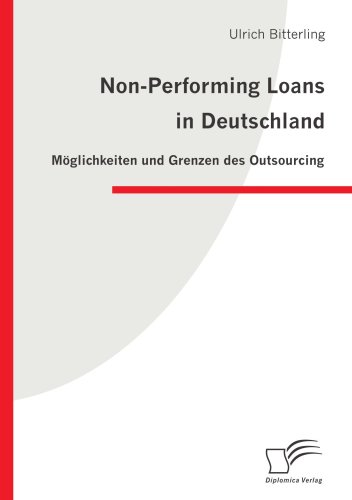 Ulrich Bitterling
Non-Performing Loans
in Deutschland
Möglichkeiten und Grenzen des Outsourcing
Diplomica Verlag